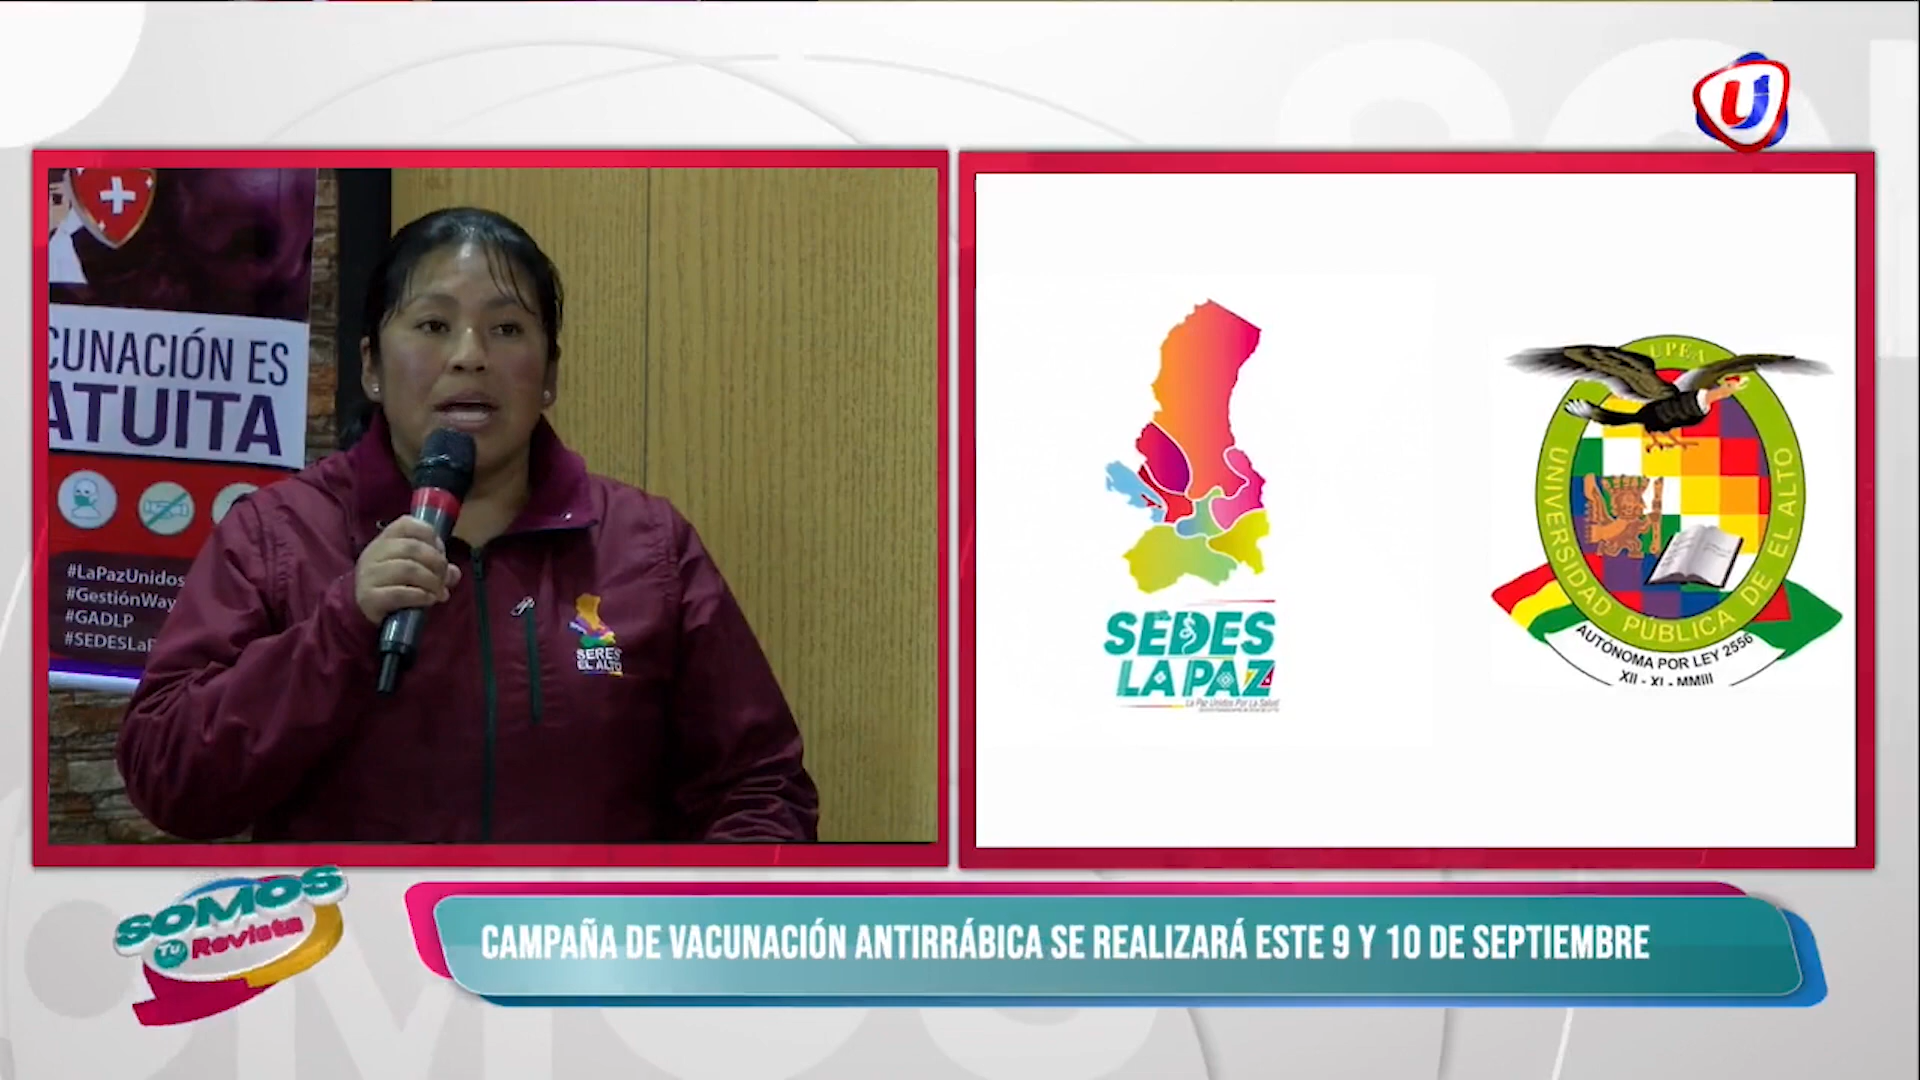 U
CUNACIÓN ES
ATUITA
#LaPazUnidos
#GestiónWay
#GADLP
#SEDESLaP
SERES
EL ALTO
SEDES
LA PAZ
La Paz Unidos Por La Salud
UPEA
UNIVERSIDAD PÚBLICA DE EL ALTO
AUTÓNOMA POR LEY 2556
XII - XI - MMIII
SOMOS
Tu Revista
CAMPAÑA DE VACUNACIÓN ANTIRRÁBICA SE REALIZARÁ ESTE 9 Y 10 DE SEPTIEMBRE